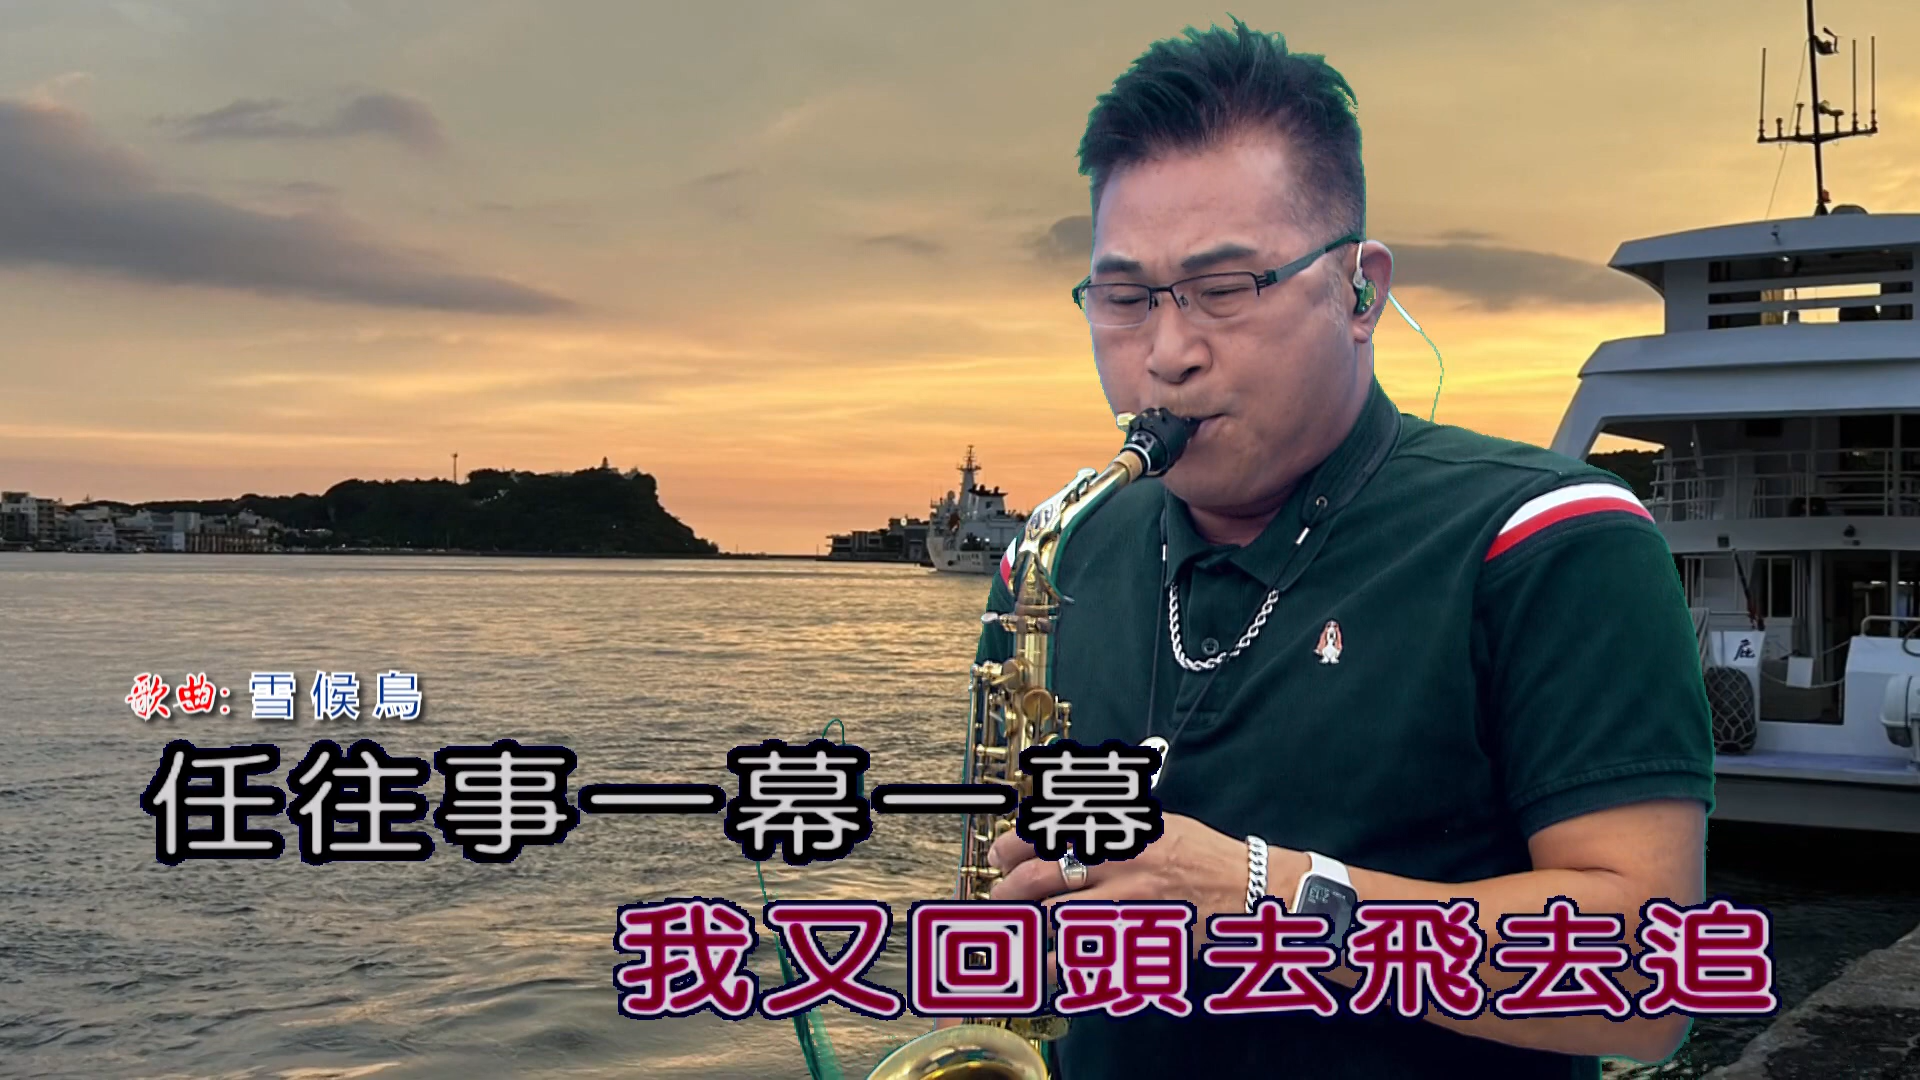 歌曲: 雪候鳥
任往事一幕一幕
我又回頭去飛去追